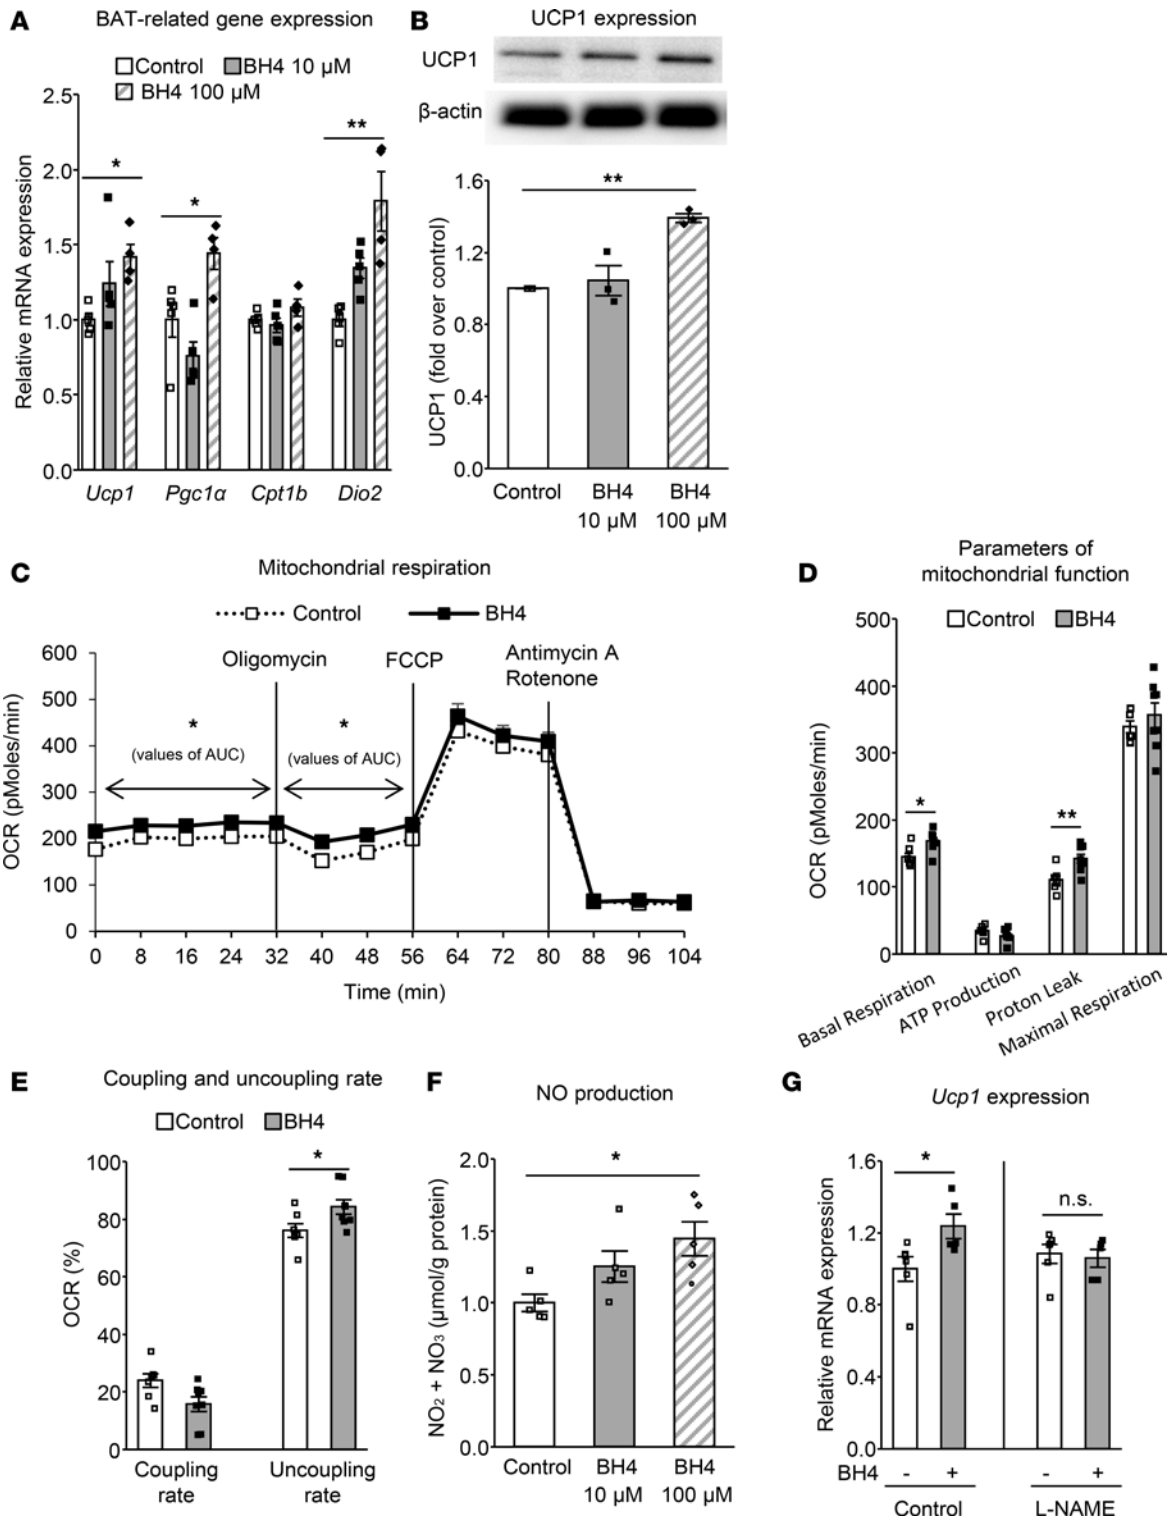 A
BAT-related gene expression
Control BH4 10 µM
BH4 100 µM
Relative mRNA expression
2.5
2.0
1.5
1.0
0.5
0.0
*
*
**
Ucp1 Pgc1α Cpt1b Dio2
B
UCP1 expression
UCP1
β-actin
UCP1 (fold over control)
1.6
1.2
0.8
0.4
0.0
**
Control BH4 BH4
10 µM 100 µM
C
Mitochondrial respiration
Control BH4
OCR (pMoles/min)
600
500
400
300
200
100
0
Oligomycin FCCP Antimycin A
Rotenone
* *
(values of AUC) (values of AUC)
0 8 16 24 32 40 48 56 64 72 80 88 96 104
Time (min)
D
Parameters of
mitochondrial function
Control BH4
OCR (pMoles/min)
500
400
300
200
100
0
*
**
Basal Respiration
ATP Production
Proton Leak
Maximal Respiration
E
Coupling and uncoupling rate
Control BH4
OCR (%)
100
80
60
40
20
0
*
Coupling Uncoupling
rate rate
F
NO production
NO2 + NO3 (µmol/g protein)
2.0
1.5
1.0
0.5
0.0
*
Control BH4 BH4
10 µM 100 µM
G
Ucp1 expression
Relative mRNA expression
1.6
1.2
0.8
0.4
0.0
*
n.s.
BH4 - + - +
Control L-NAME